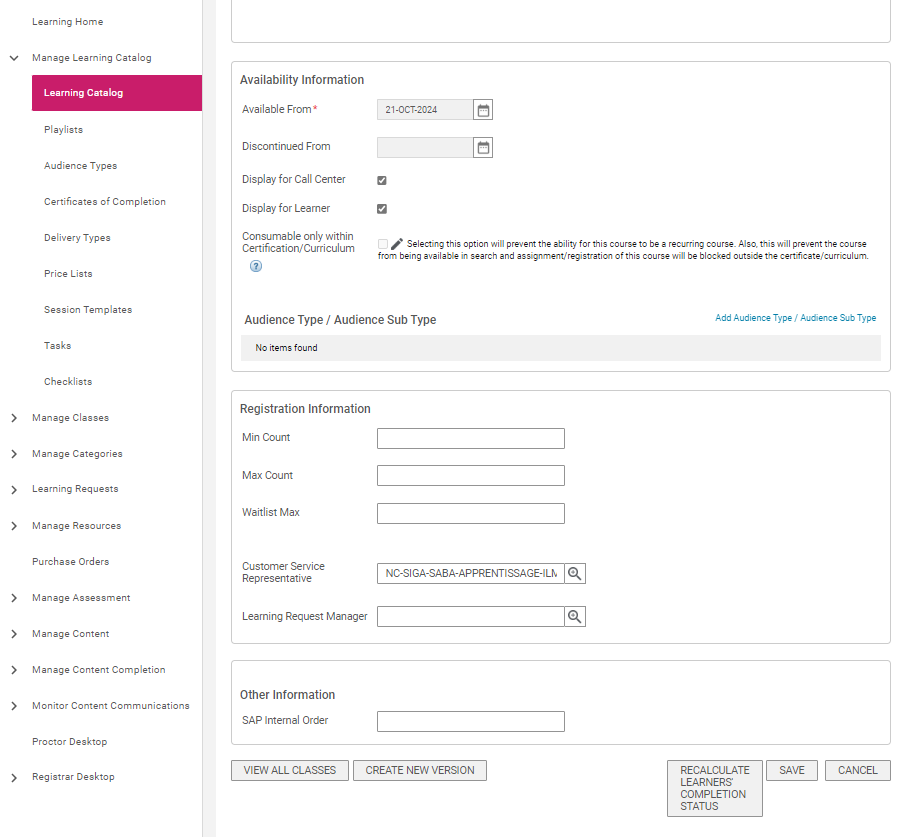 Learning Home
Manage Learning Catalog
Learning Catalog
Playlists
Audience Types
Certificates of Completion
Delivery Types
Price Lists
Session Templates
Tasks
Checklists
Manage Classes
Manage Categories
Learning Requests
Manage Resources
Purchase Orders
Manage Assessment
Manage Content
Manage Content Completion
Monitor Content Communications
Proctor Desktop
Registrar Desktop
Availability Information
Available From* 21-OCT-2024
Discontinued From
Display for Call Center
Display for Learner
Consumable only within
Certification/Curriculum
?
Selecting this option will prevent the ability for this course to be a recurring course. Also, this will prevent the course
from being available in search and assignment/registration of this course will be blocked outside the certificate/curriculum.
Audience Type / Audience Sub Type
Add Audience Type / Audience Sub Type
No items found
Registration Information
Min Count
Max Count
Waitlist Max
Customer Service
Representative
NC-SIGA-SABA-APPRENTISSAGE-ILM
Learning Request Manager
Other Information
SAP Internal Order
VIEW ALL CLASSES
CREATE NEW VERSION
RECALCULATE
LEARNERS'
COMPLETION
STATUS
SAVE
CANCEL